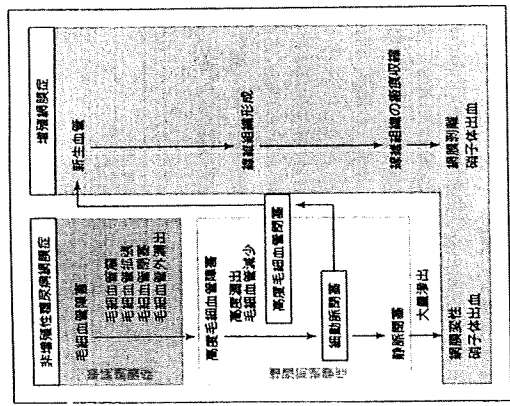 非増殖性糖尿病網膜症
毛細血管障害
毛細血管瘤
毛細血管拡張
毛細血管閉塞
毛細血管外漏出
高度毛細血管障害
高度漏出
毛細血管減少
高度毛細血管閉塞
細動脈閉塞
静脈閉塞
大量滲出
網膜変性
硝子体出血
増殖網膜症
新生血管
線維組織形成
線維組織の瘢痕収縮
網膜剥離
硝子体出血